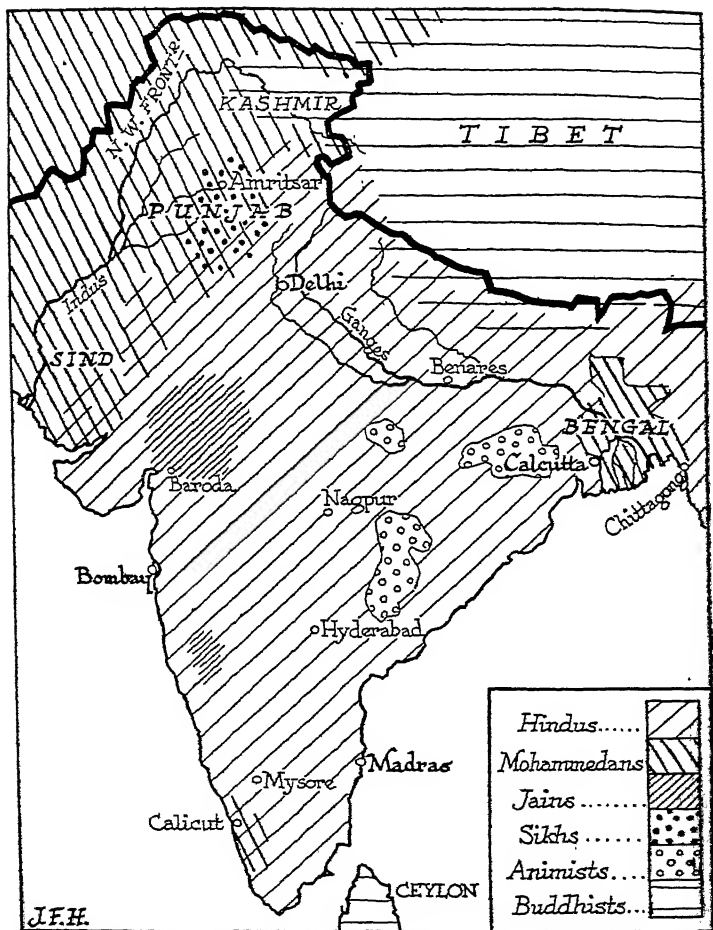 N.W. FRONTR
KASHMIR
TIBET
Amritsar
PUNJAB
Indus
Delhi
Ganges
SIND
Benares
BENGAL
Calcutta
Baroda
Nagpur
Chittagong
Bombay
Hyderabad
Madras
Mysore
Calicut
CEYLON
Hindus......
Mohammedans
Jains........
Sikhs.......
Animists....
Buddhists...
J.F.H.